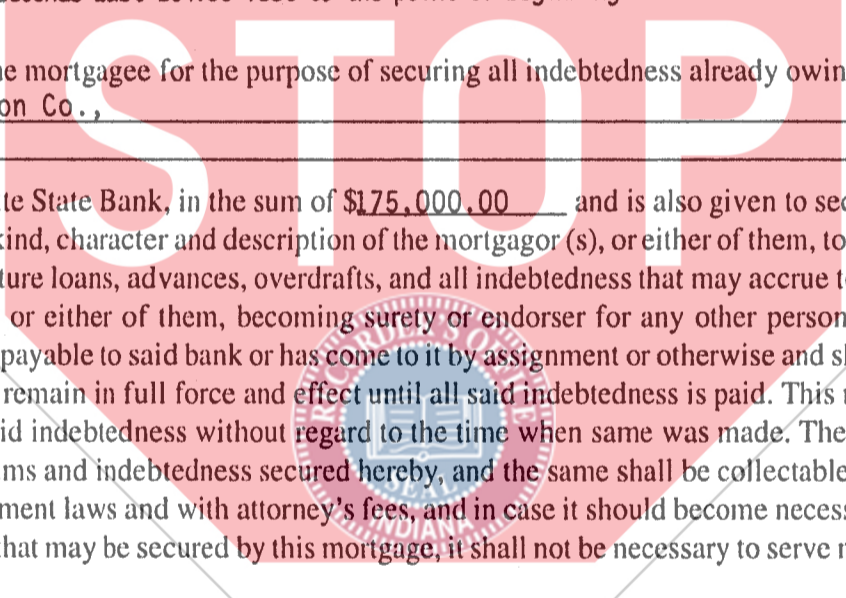 STOP
e mortgagee for the purpose of securing all indebtedness already owin
on Co.,
te State Bank, in the sum of $175,000.00 and is also given to sec
kind, character and description of the mortgagor (s), or either of them, to
ture loans, advances, overdrafts, and all indebtedness that may accrue t
or either of them, becoming surety or endorser for any other person
payable to said bank or has come to it by assignment or otherwise and sh
remain in full force and effect until all said indebtedness is paid. This
id indebtedness without regard to the time when same was made. The
ms and indebtedness secured hereby, and the same shall be collectable
ment laws and with attorney's fees, and in case it should become necess
that may be secured by this mortgage, it shall not be necessary to serve
RECORDER'S OFFICE
SEAL
INDIANA